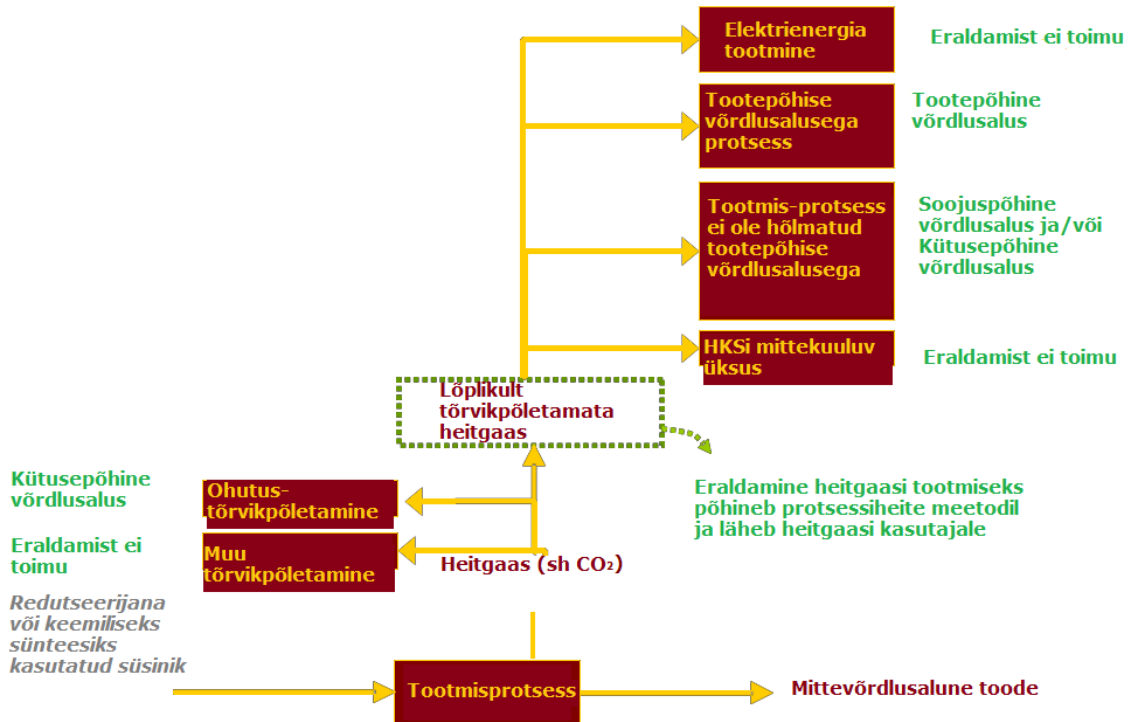 Elektrienergia
tootmine
Eraldamist ei toimu
Tootepõhise
võrdlusalusega
protsess
Tootepõhine
võrdlusalus
Tootmis-protsess
ei ole hõlmatud
tootepõhise
võrdlusalusega
Soojuspõhine
võrdlusalus ja/või
Kütusepõhine
võrdlusalus
HKSi mittekuuluv
üksus
Eraldamist ei toimu
Lõplikult
tõrvikpõletamata
heitgaas
Kütusepõhine
võrdlusalus
Ohutus-
tõrvikpõletamine
Eraldamine heitgaasi tootmiseks
põhineb protsessiheite meetodil
ja läheb heitgaasi kasutajale
Eraldamist ei
toimu
Muu
tõrvikpõletamine
Heitgaas (sh CO₂)
Redutseerijana
või keemiliseks
sünteesiks
kasutatud süsinik
Tootmisprotsess
Mittevõrdlusalune toode